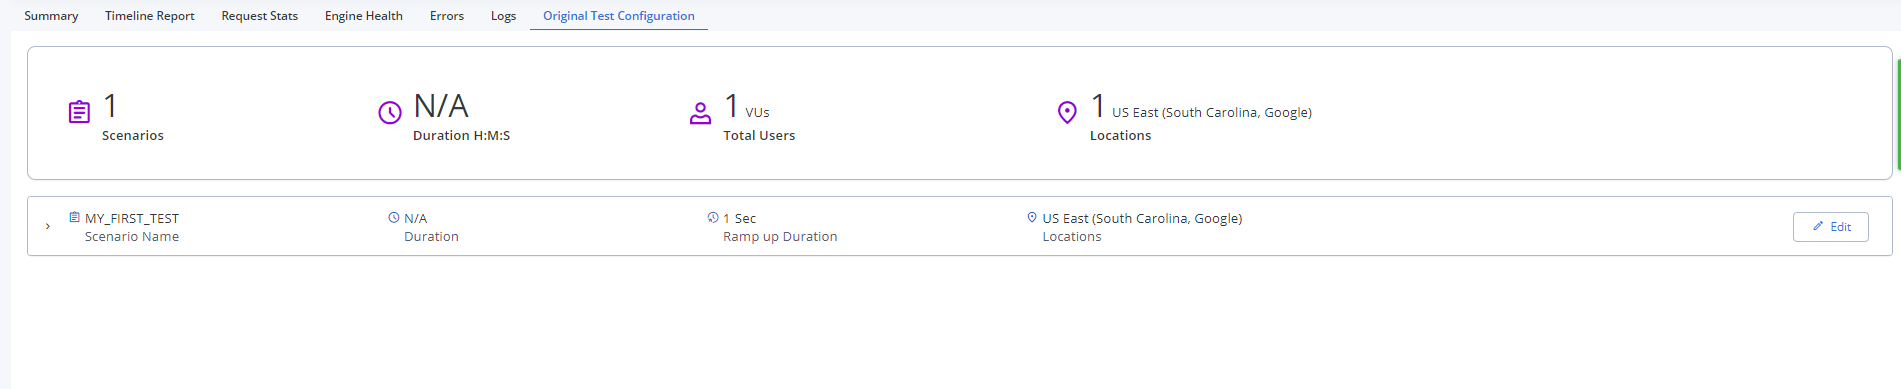 Summary Timeline Report Request Stats Engine Health Errors Logs Original Test Configuration
1
Scenarios
N/A
Duration H:M:S
1 VUs
Total Users
1 US East (South Carolina, Google)
Locations
MY_FIRST_TEST
Scenario Name
N/A
Duration
1 Sec
Ramp up Duration
US East (South Carolina, Google)
Locations
Edit